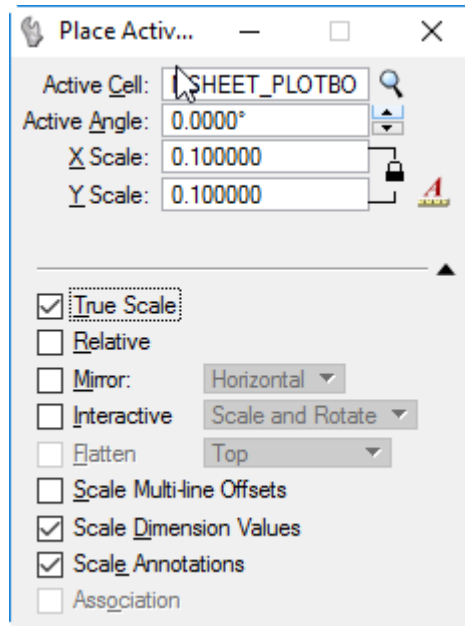 Place Activ...
Active Cell: SHEET_PLOTBO
Active Angle: 0.0000°
X Scale: 0.100000
Y Scale: 0.100000
A
True Scale
Relative
Mirror: Horizontal
Interactive Scale and Rotate
Flatten Top
Scale Multi-line Offsets
Scale Dimension Values
Scale Annotations
Association